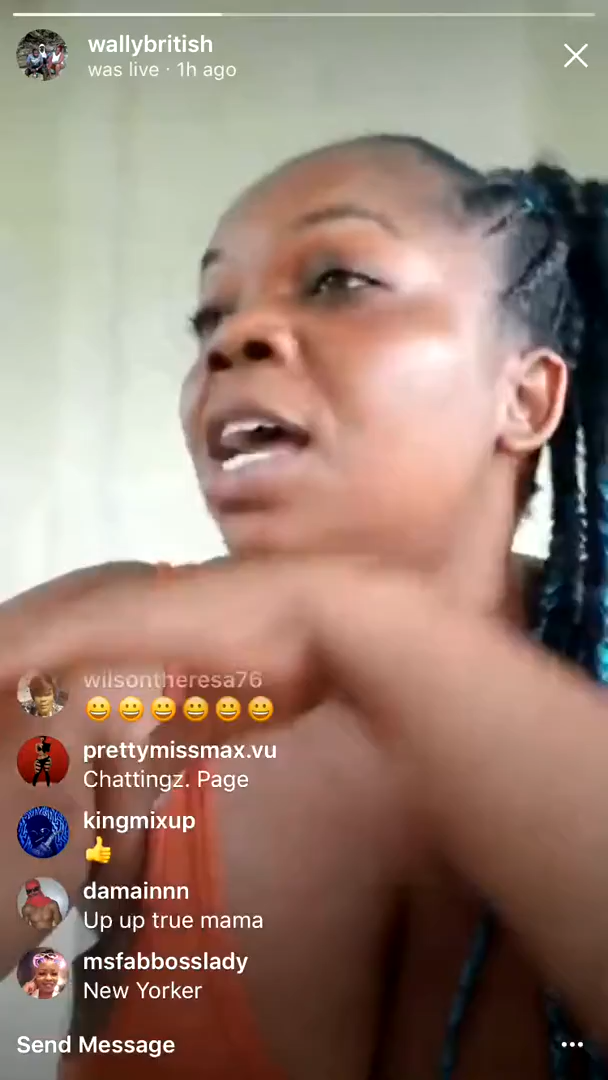 wallybritish
was live · 1h ago
wilsontheresa76
😀😀😀😀😀😀
prettymissmax.vu
Chattingz. Page
kingmixup
👍
damainnn
Up up true mama
msfabbosslady
New Yorker
Send Message